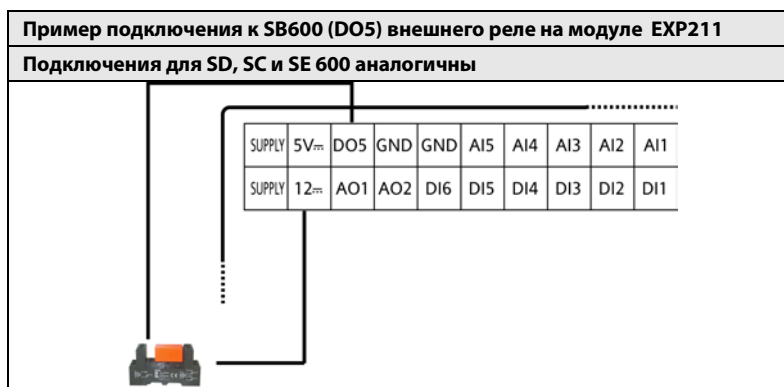 Пример подключения к SB600 (DO5) внешнего реле на модуле EXP211
Подключения для SD, SC и SE 600 аналогичны
SUPPLY 5V⎓ DO5 GND GND AI5 AI4 AI3 AI2 AI1
SUPPLY 12⎓ AO1 AO2 DI6 DI5 DI4 DI3 DI2 DI1